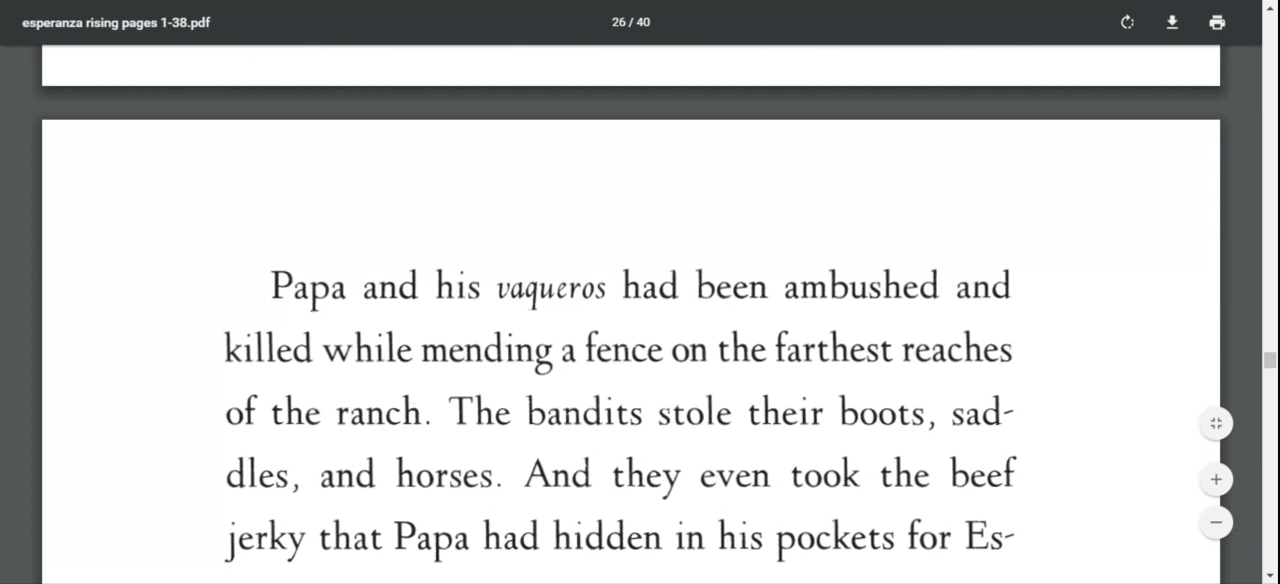 esperanza rising pages 1-38.pdf
26 / 40
Papa and his vaqueros had been ambushed and
killed while mending a fence on the farthest reaches
of the ranch. The bandits stole their boots, sad-
dles, and horses. And they even took the beef
jerky that Papa had hidden in his pockets for Es-